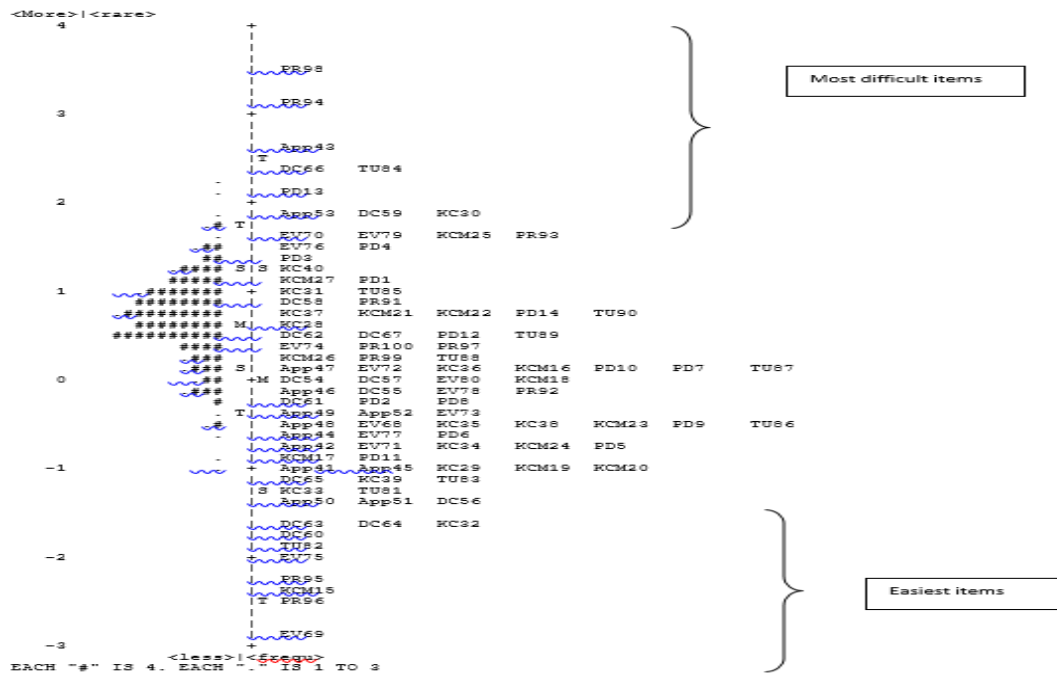 <More>|<rare>
4 +
|
PR98
PR94
3 +
App43
|T
DC66 TU84
- |
- PD13
2 +
App53 DC59 KC30
# T|
- EV70 EV79 KCM25 PR93
## EV76 PD4
## PD3
.#### S|S KC40
##### KCM27 PD1
1 .####### + KC31 TU85
######## DC58 PR91
.######## KC37 KCM21 KCM22 PD14 TU90
######## M KC28
########## DC62 DC67 PD12 TU89
#### EV74 PR100 PR97
.### KCM26 PR99 TU88
.### S| App47 EV72 KC36 KCM16 PD10 PD7 TU87
0 .## +M DC54 DC57 EV80 KCM18
.### App46 DC55 EV78 PR92
# DC61 PD2 PD8
. T App49 App52 EV73
.# App48 EV68 KC35 KC38 KCM23 PD9 TU86
. App44 EV77 PD6
App42 EV71 KC34 KCM24 PD5
. KCM17 PD11
-1 + App41 App45 KC29 KCM19 KCM20
DC65 KC39 TU83
|S KC33 TU81
App50 App51 DC56
DC63 DC64 KC32
DC60
TU82
-2 + EV75
PR95
KCM15
|T PR96
EV69
-3 +
<less>|<frequ>
EACH "#" IS 4. EACH "." IS 1 TO 3
Most difficult items
Easiest items